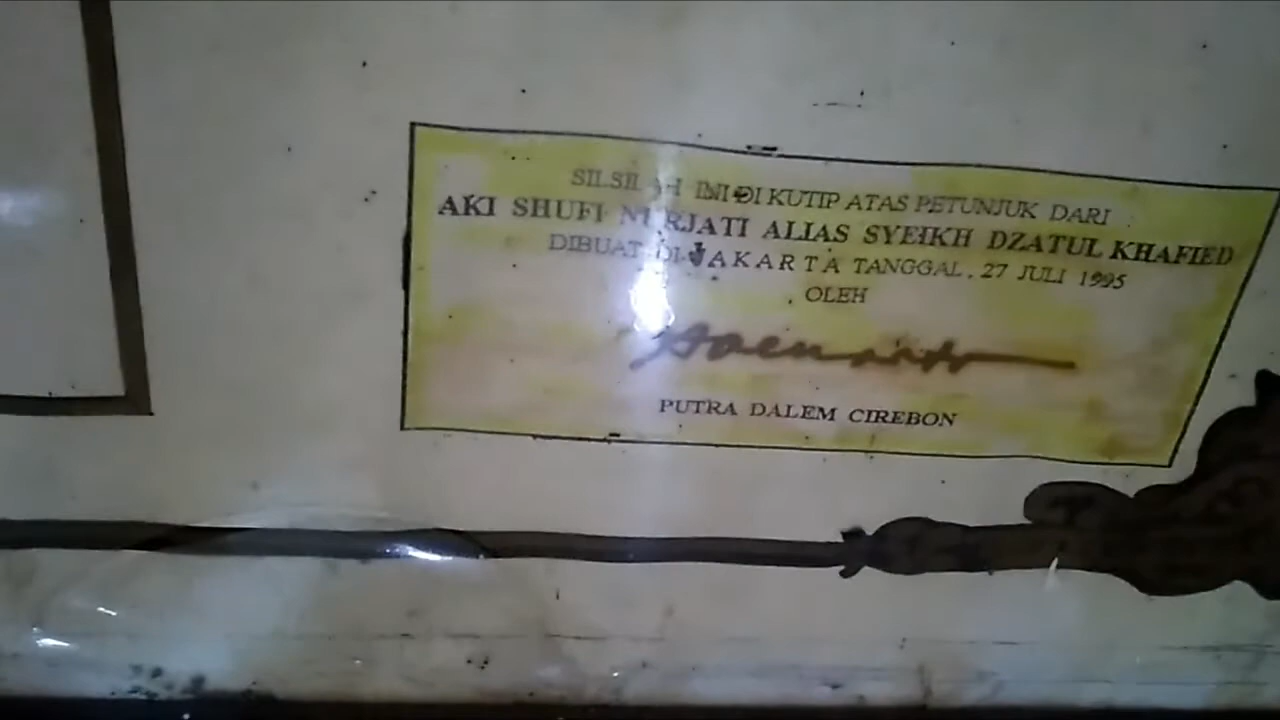 SILSILAH INI DI KUTIP ATAS PETUNJUK DARI :
AKI SHUFI NURJATI ALIAS SYEIKH DZATUL KHAFIED
DIBUAT DI JAKARTA TANGGAL, 27 JULI 1995
OLEH
PUTRA DALEM CIREBON